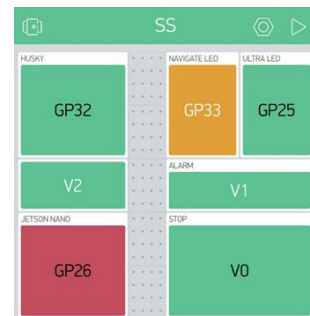 SS
HUSKY
NAVIGATE LED
ULTRA LED
GP32
GP33
GP25
V2
ALARM
V1
JETSON NANO
STOP
GP26
V0